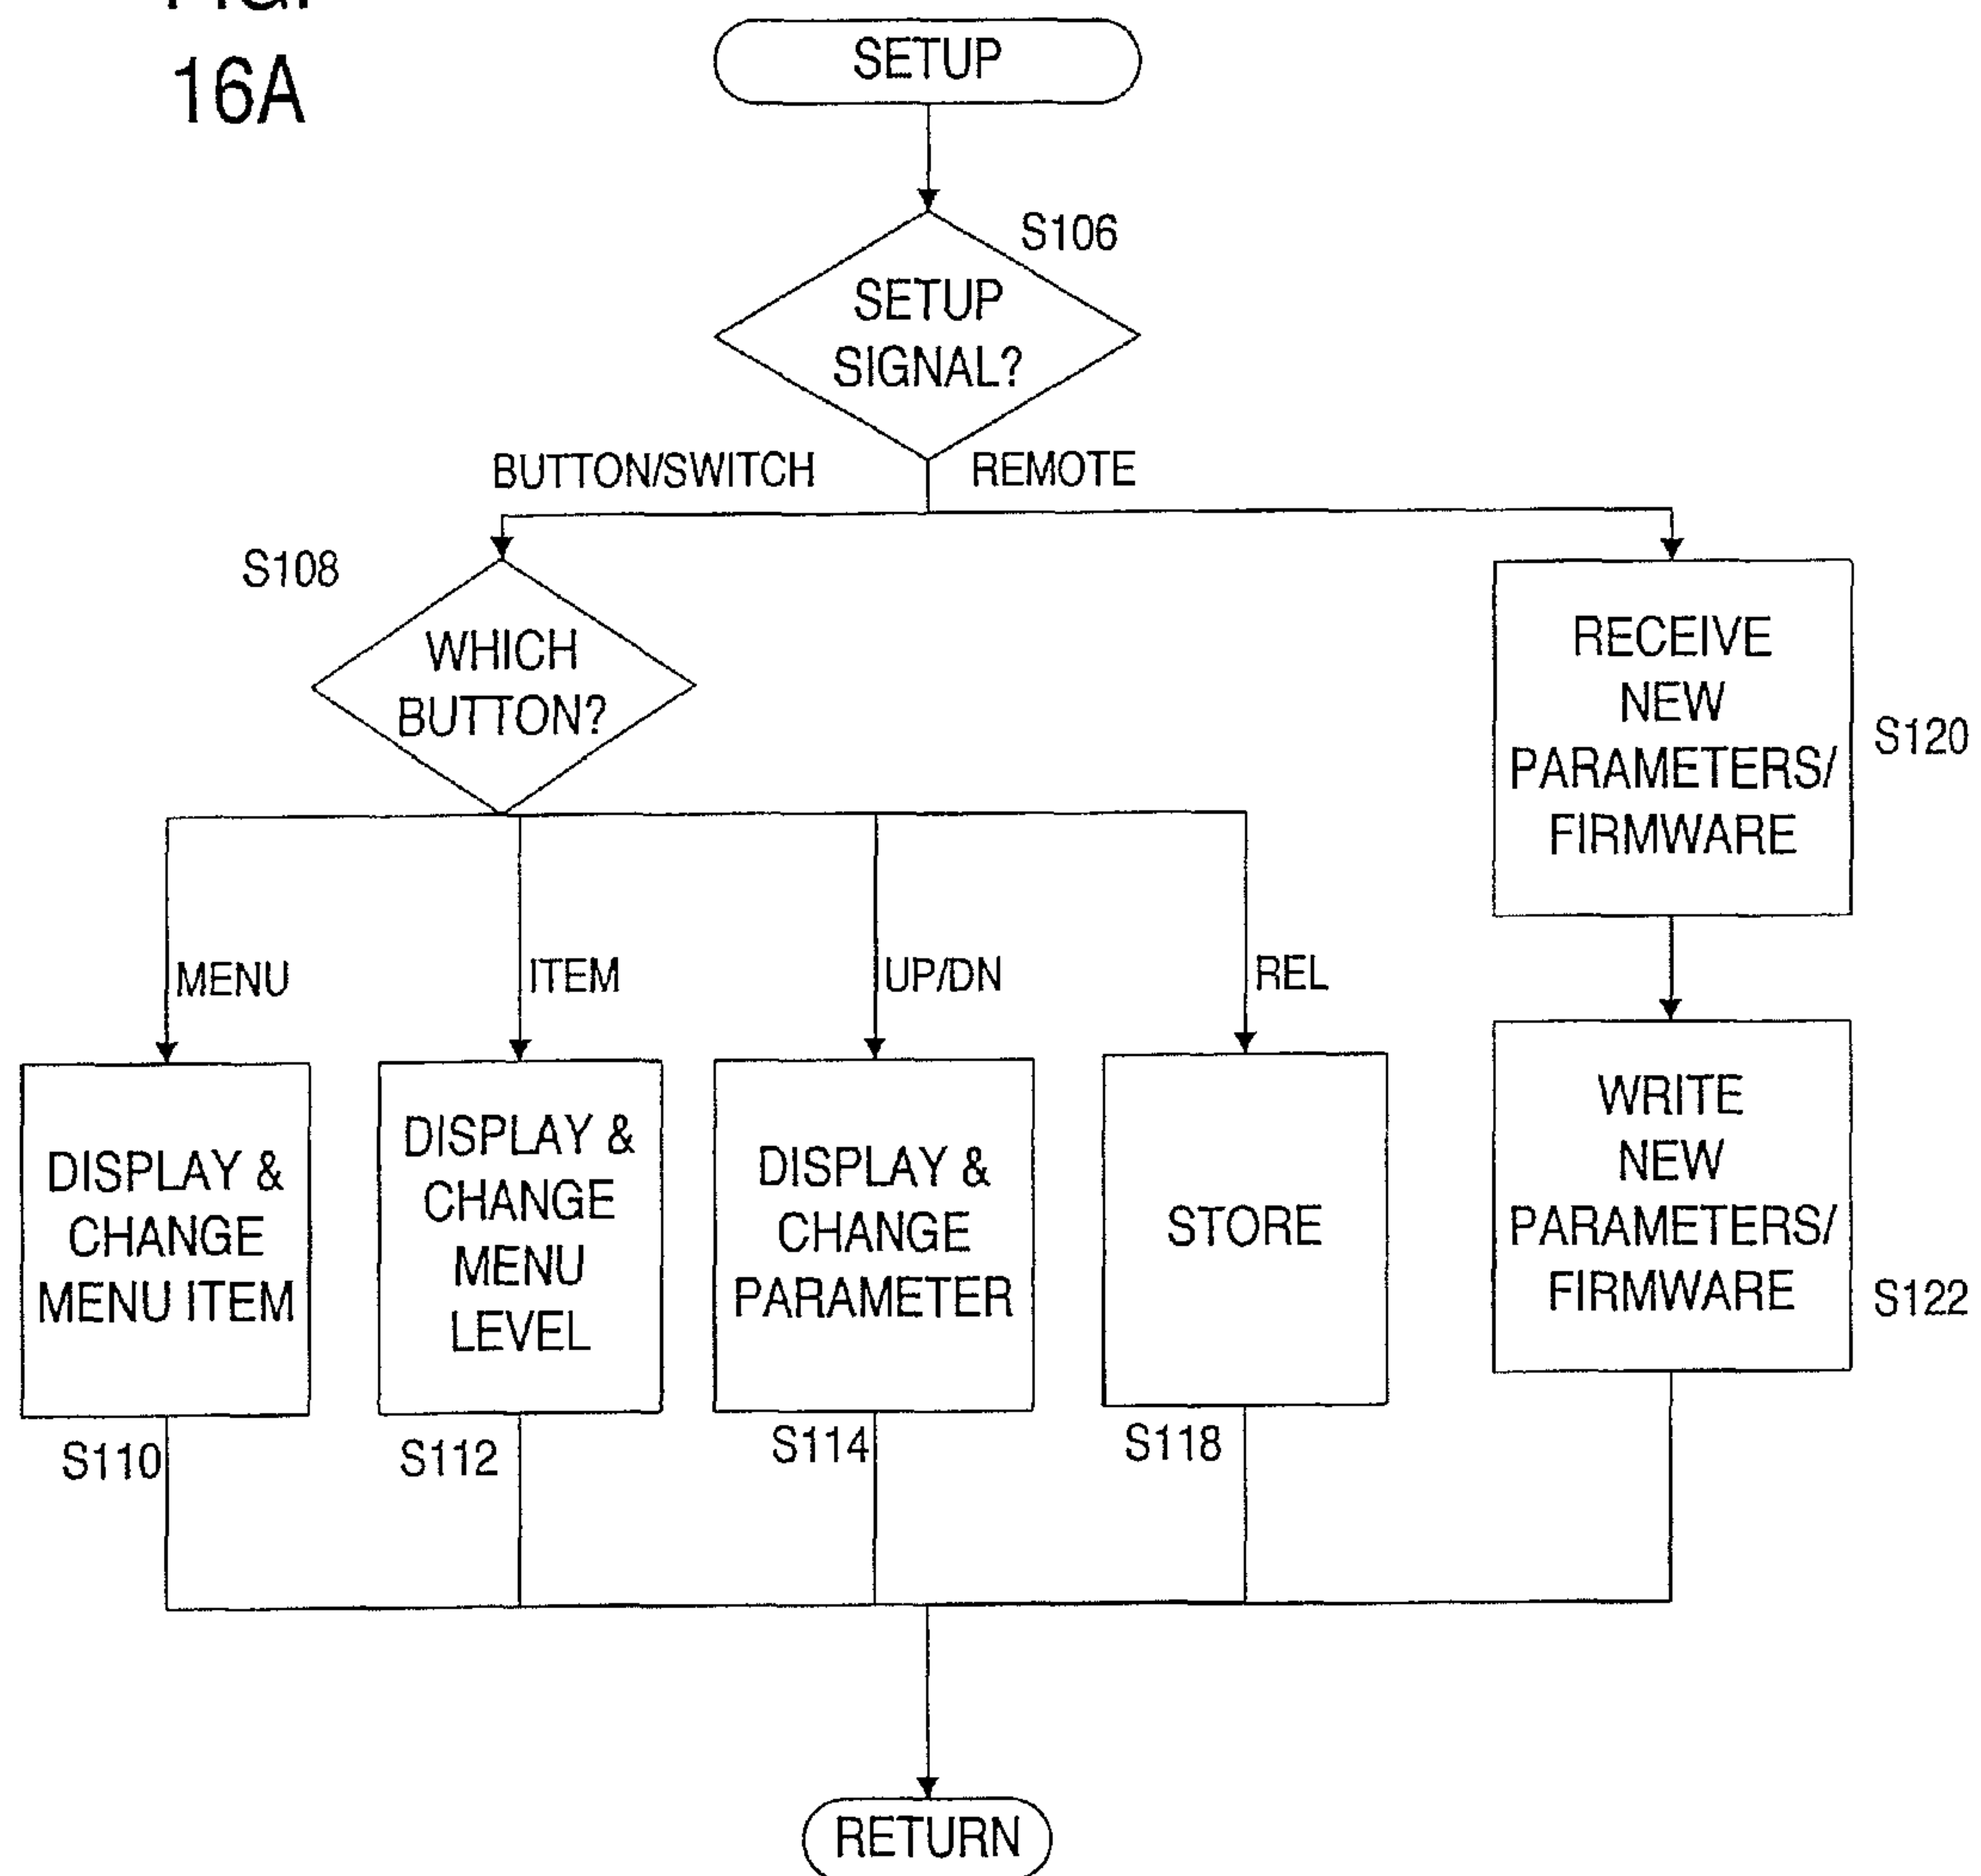 16A
SETUP
S106
SETUP
SIGNAL?
BUTTON/SWITCH
REMOTE
S108
WHICH
BUTTON?
RECEIVE
NEW
PARAMETERS/
FIRMWARE
S120
MENU
ITEM
UP/DN
REL
DISPLAY &
CHANGE
MENU ITEM
S110
DISPLAY &
CHANGE
MENU
LEVEL
S112
DISPLAY &
CHANGE
PARAMETER
S114
STORE
S118
WRITE
NEW
PARAMETERS/
FIRMWARE
S122
RETURN